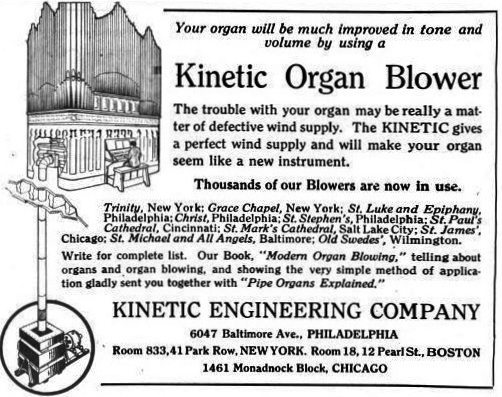 Your organ will be much improved in tone and
volume by using a
Kinetic Organ Blower
The trouble with your organ may be really a mat-
ter of defective wind supply. The KINETIC gives
a perfect wind supply and will make your organ
seem like a new instrument.
Thousands of our Blowers are now in use.
Trinity, New York; Grace Chapel, New York; St. Luke and Epiphany,
Philadelphia; Christ, Philadelphia; St. Stephen's, Philadelphia; St. Paul's
Cathedral, Cincinnati; St. Mark's Cathedral, Salt Lake City; St. James',
Chicago; St. Michael and All Angels, Baltimore; Old Swedes', Wilmington.
Write for complete list. Our Book, "Modern Organ Blowing," telling about
organs and organ blowing, and showing the very simple method of applica-
tion gladly sent you together with "Pipe Organs Explained."
KINETIC ENGINEERING COMPANY
6047 Baltimore Ave., PHILADELPHIA
Room 833, 41 Park Row, NEW YORK. Room 18, 12 Pearl St., BOSTON
1461 Monadnock Block, CHICAGO